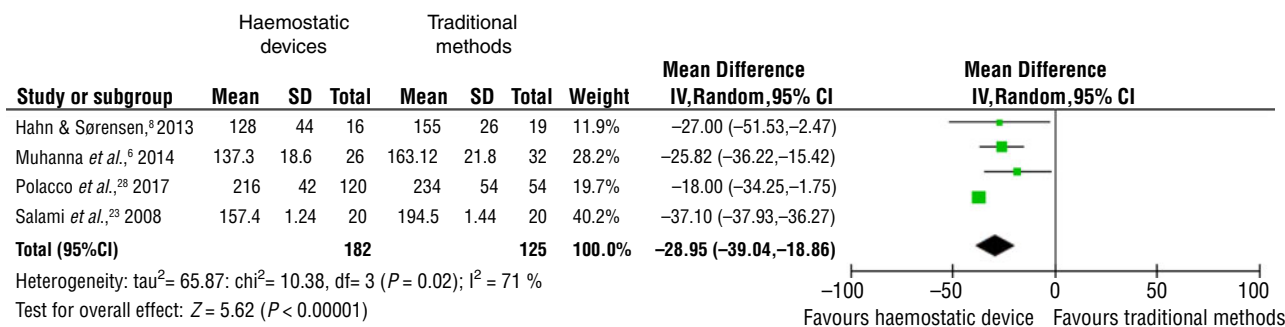 Haemostatic devices Traditional methods
Mean Difference Mean Difference
Study or subgroup Mean SD Total Mean SD Total Weight IV,Random,95% CI IV,Random,95% CI
Hahn & Sørensen,⁸ 2013 128 44 16 155 26 19 11.9% –27.00 (–51.53,–2.47)
Muhanna et al.,⁶ 2014 137.3 18.6 26 163.12 21.8 32 28.2% –25.82 (–36.22,–15.42)
Polacco et al.,²⁸ 2017 216 42 120 234 54 54 19.7% –18.00 (–34.25,–1.75)
Salami et al.,²³ 2008 157.4 1.24 20 194.5 1.44 20 40.2% –37.10 (–37.93,–36.27)
Total (95%CI) 182 125 100.0% –28.95 (–39.04,–18.86)
Heterogeneity: tau²= 65.87: chi²= 10.38, df= 3 (P = 0.02); I² = 71 %
Test for overall effect: Z = 5.62 (P < 0.00001)
–100 –50 0 50 100
Favours haemostatic device Favours traditional methods